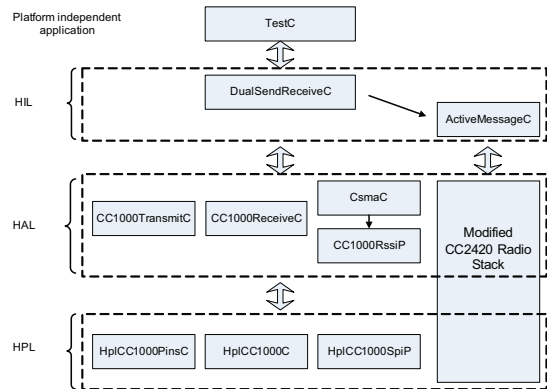 Platform independent
application
TestC
HIL
DualSendReceiveC
ActiveMessageC
HAL
CC1000TransmitC
CC1000ReceiveC
CsmaC
CC1000RssiP
Modified
CC2420 Radio
Stack
HPL
HplCC1000PinsC
HplCC1000C
HplCC1000SpiP